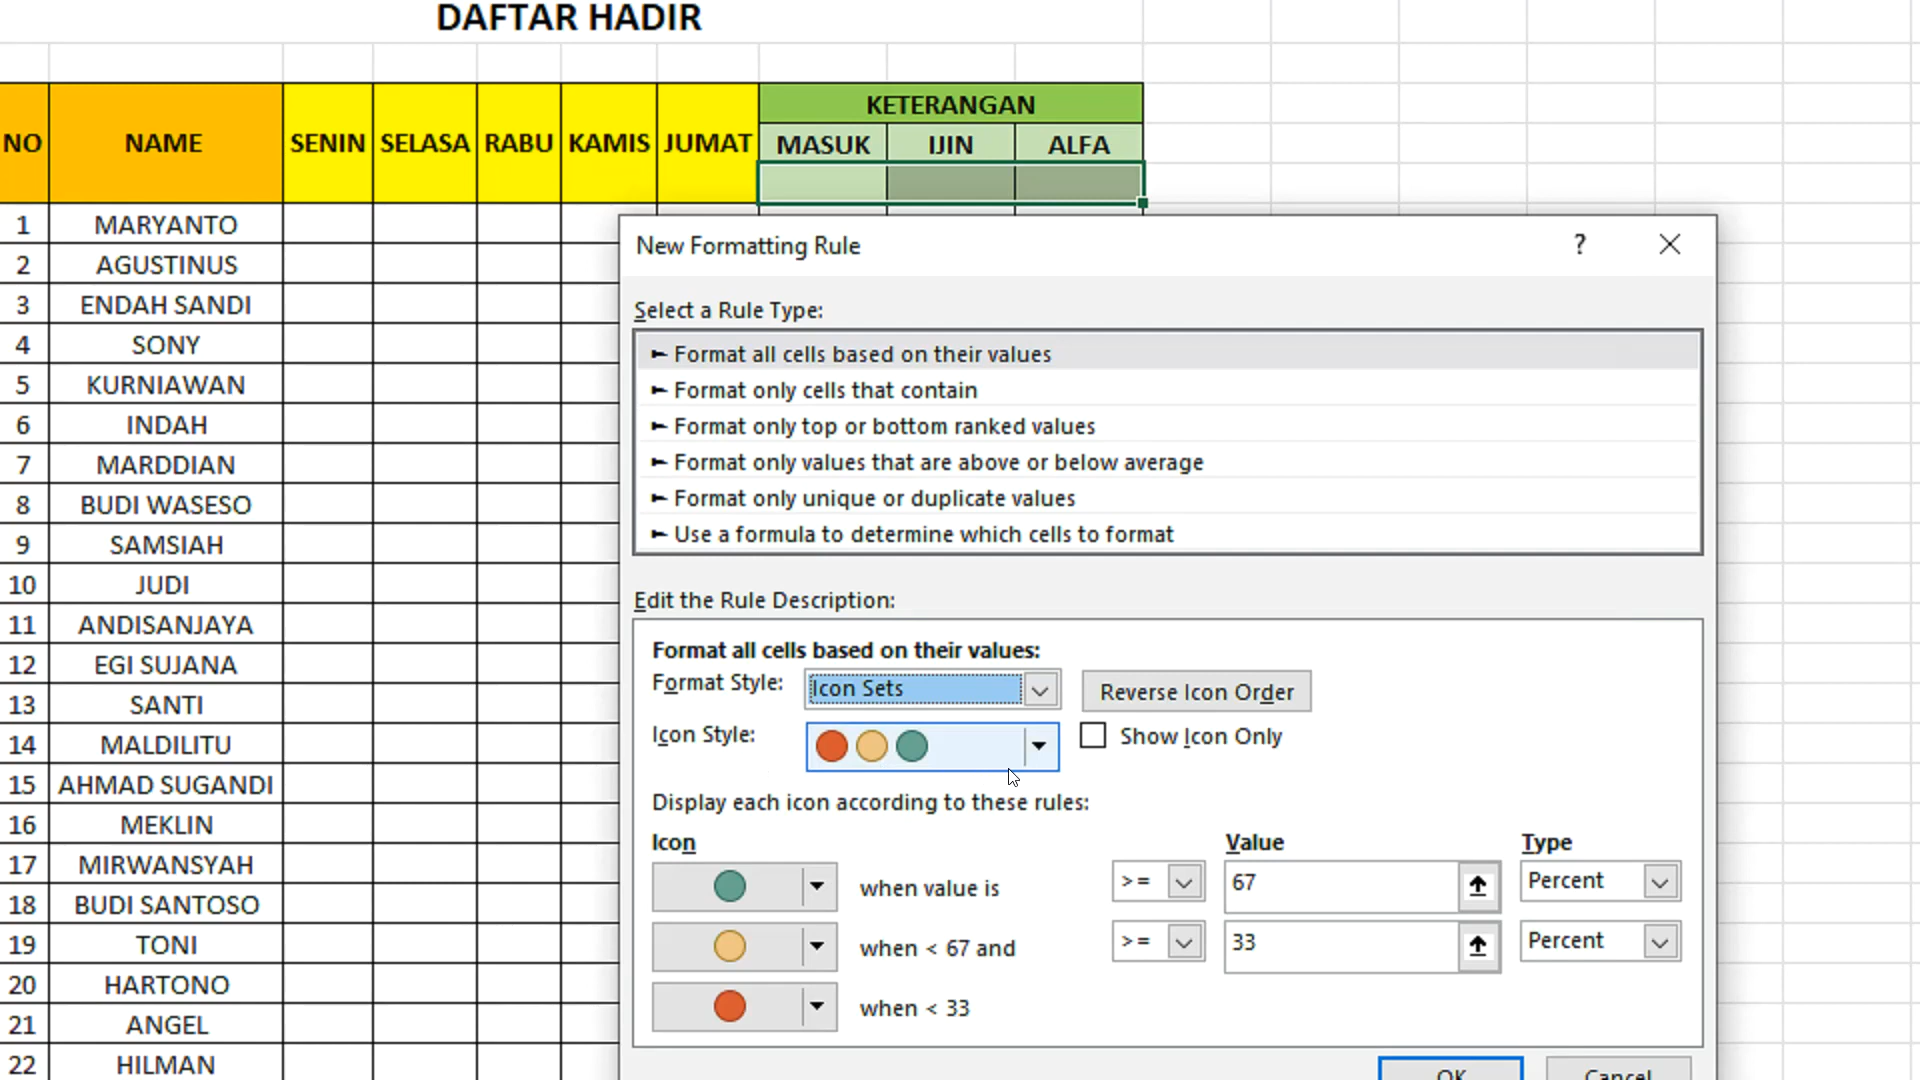 DAFTAR HADIR
NO NAME SENIN SELASA RABU KAMIS JUMAT KETERANGAN
MASUK IJIN ALFA
1 MARYANTO
2 AGUSTINUS
3 ENDAH SANDI
4 SONY
5 KURNIAWAN
6 INDAH
7 MARDDIAN
8 BUDI WASESO
9 SAMSIAH
10 JUDI
11 ANDISANJAYA
12 EGI SUJANA
13 SANTI
14 MALDILITU
15 AHMAD SUGANDI
16 MEKLIN
17 MIRWANSYAH
18 BUDI SANTOSO
19 TONI
20 HARTONO
21 ANGEL
22 HILMAN
New Formatting Rule ?
Select a Rule Type:
► Format all cells based on their values
► Format only cells that contain
► Format only top or bottom ranked values
► Format only values that are above or below average
► Format only unique or duplicate values
► Use a formula to determine which cells to format
Edit the Rule Description:
Format all cells based on their values:
Format Style: Icon Sets Reverse Icon Order
Icon Style: Show Icon Only
Display each icon according to these rules:
Icon Value Type
when value is >= 67 Percent
when < 67 and >= 33 Percent
when < 33
OK Cancel